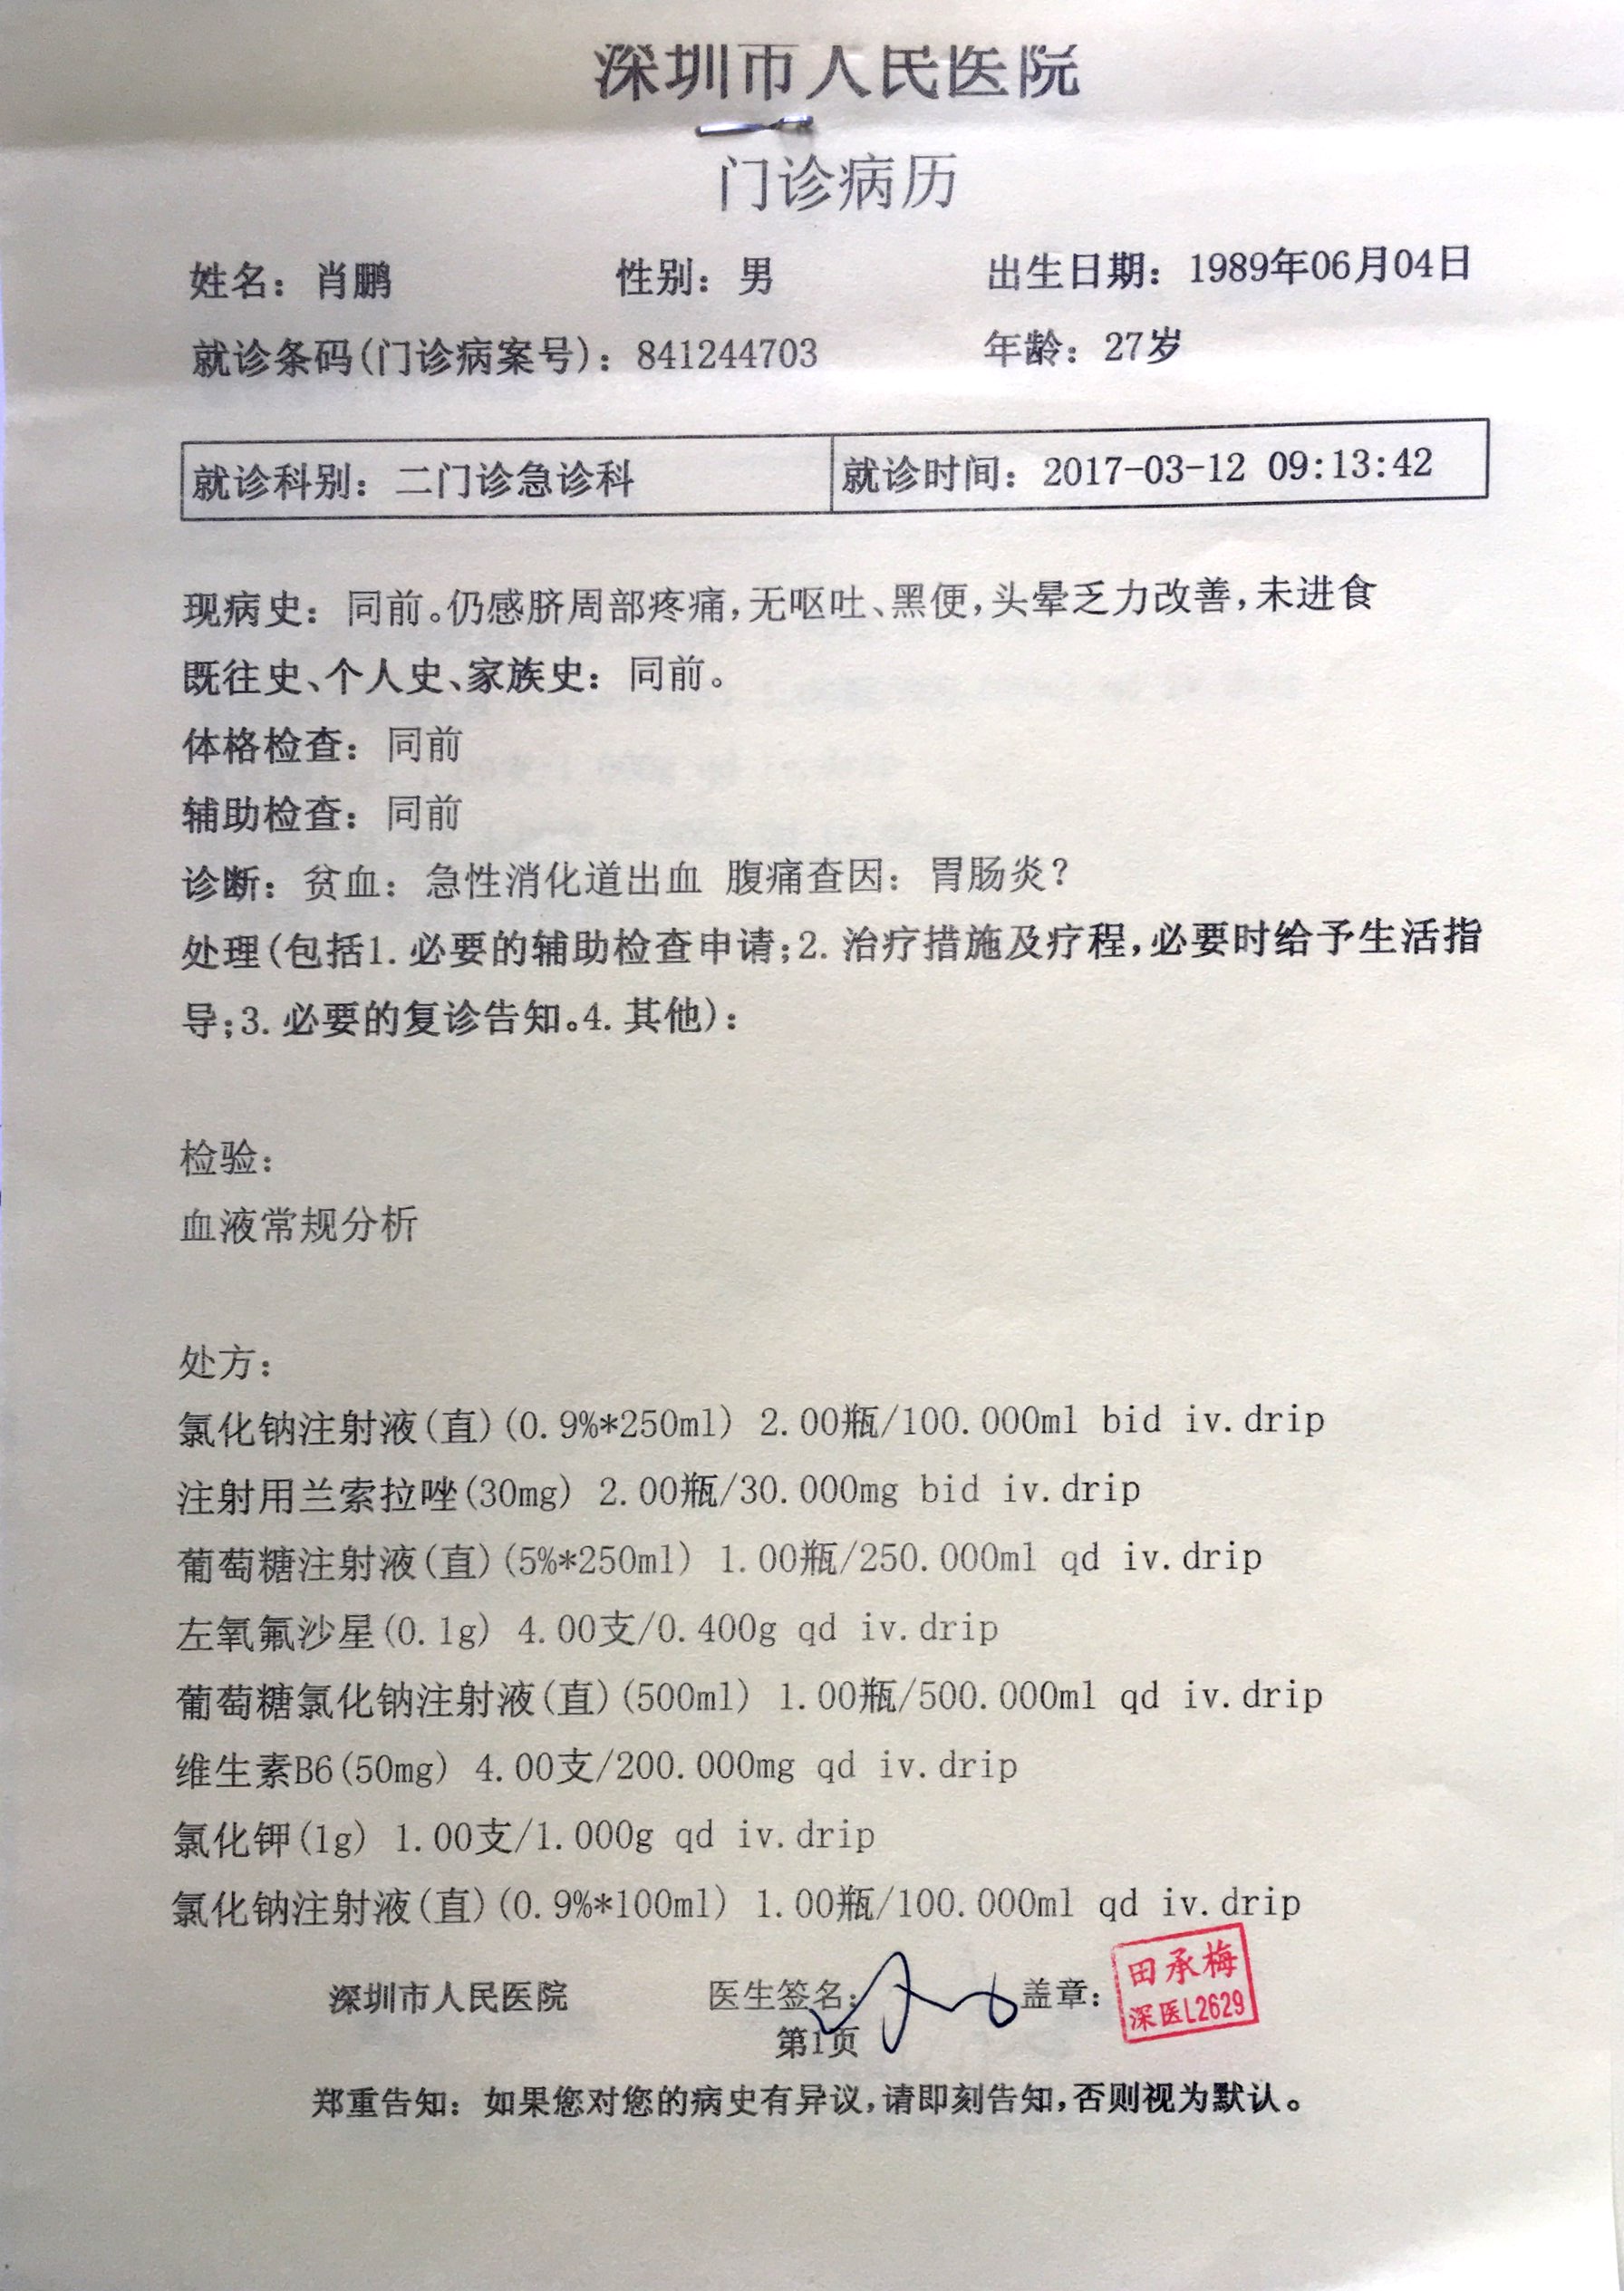 深圳市人民医院
门诊病历
姓名：肖鹏 性别：男 出生日期：1989年06月04日
就诊条码(门诊病案号)：841244703 年龄：27岁
就诊科别：二门诊急诊科 就诊时间：2017-03-12 09:13:42
现病史：同前。仍感脐周部疼痛,无呕吐、黑便,头晕乏力改善,未进食
既往史、个人史、家族史：同前。
体格检查：同前
辅助检查：同前
诊断：贫血：急性消化道出血 腹痛查因：胃肠炎?
处理(包括1.必要的辅助检查申请;2.治疗措施及疗程,必要时给予生活指
导;3.必要的复诊告知。4.其他)：
检验：
血液常规分析
处方：
氯化钠注射液(直)(0.9%*250ml) 2.00瓶/100.000ml bid iv.drip
注射用兰索拉唑(30mg) 2.00瓶/30.000mg bid iv.drip
葡萄糖注射液(直)(5%*250ml) 1.00瓶/250.000ml qd iv.drip
左氧氟沙星(0.1g) 4.00支/0.400g qd iv.drip
葡萄糖氯化钠注射液(直)(500ml) 1.00瓶/500.000ml qd iv.drip
维生素B6(50mg) 4.00支/200.000mg qd iv.drip
氯化钾(1g) 1.00支/1.000g qd iv.drip
氯化钠注射液(直)(0.9%*100ml) 1.00瓶/100.000ml qd iv.drip
深圳市人民医院 医生签名： 盖章：
田承梅
深医L2629
第1页
郑重告知：如果您对您的病史有异议,请即刻告知,否则视为默认。